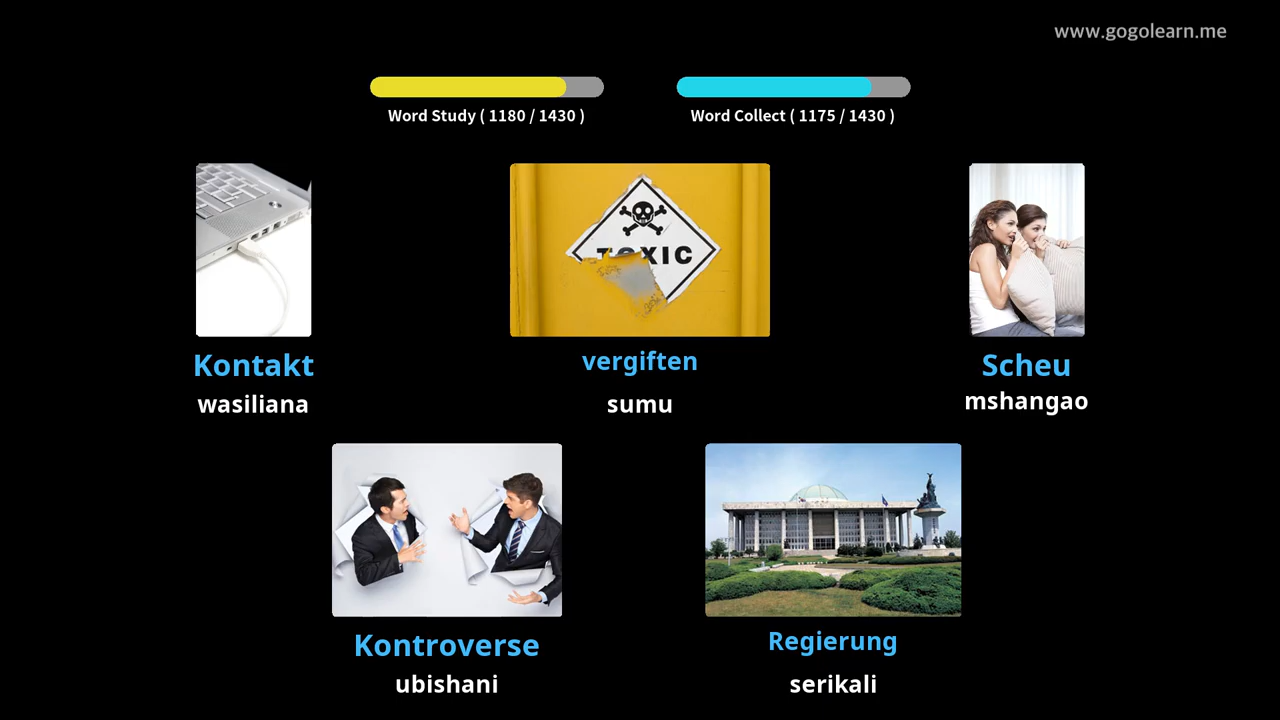 www.gogolearn.me
Word Study ( 1180 / 1430 )
Word Collect ( 1175 / 1430 )
TOXIC
Kontakt
vergiften
Scheu
wasiliana
sumu
mshangao
Kontroverse
Regierung
ubishani
serikali